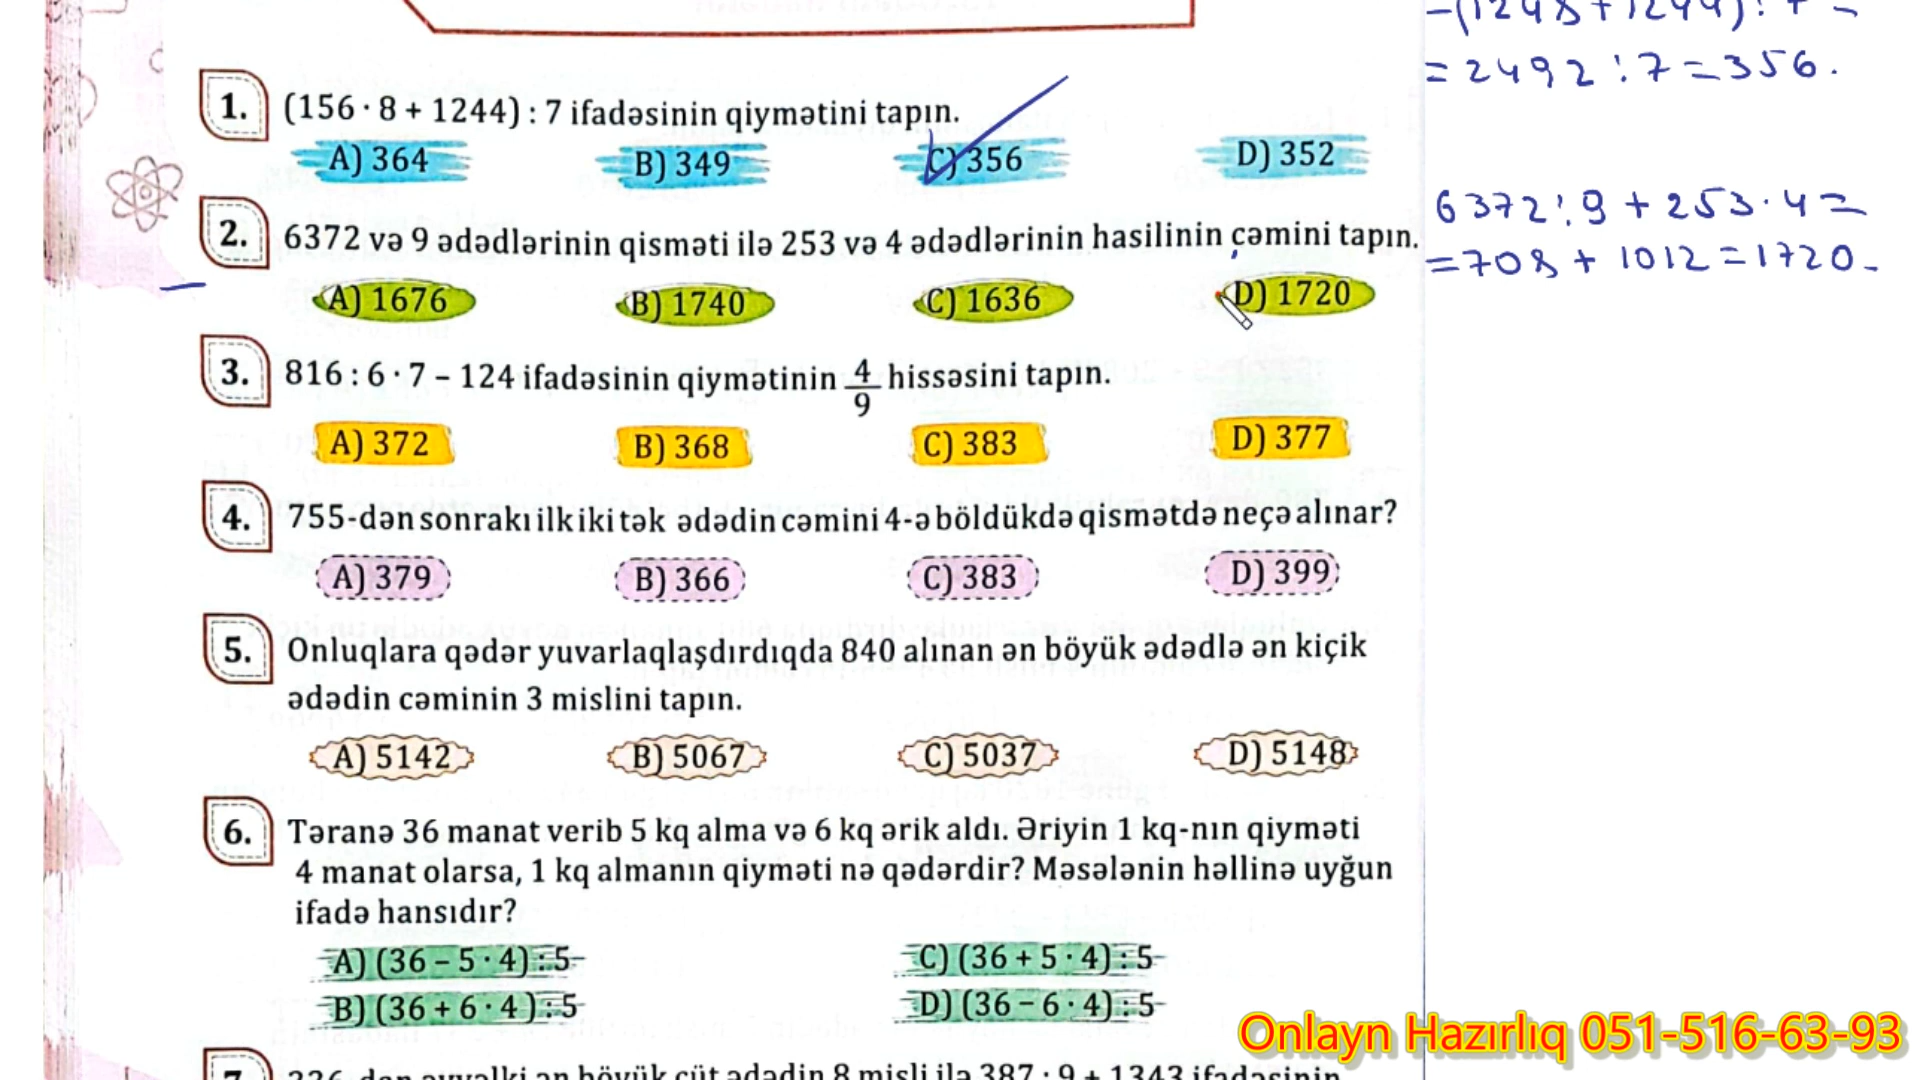 = 2492 : 7 = 356.
1. (156 · 8 + 1244) : 7 ifadəsinin qiymətini tapın.
A) 364 B) 349 C) 356 D) 352
6372 : 9 + 253 · 4 =
= 708 + 1012 = 1720.
2. 6372 və 9 ədədlərinin qisməti ilə 253 və 4 ədədlərinin hasilinin cəmini tapın.
A) 1676 B) 1740 C) 1636 D) 1720
3. 816 : 6 · 7 – 124 ifadəsinin qiymətinin 4/9 hissəsini tapın.
A) 372 B) 368 C) 383 D) 377
4. 755-dən sonrakı ilk iki tək ədədin cəmini 4-ə böldükdə qismətdə neçə alınar?
A) 379 B) 366 C) 383 D) 399
5. Onluqlara qədər yuvarlaqlaşdırdıqda 840 alınan ən böyük ədədlə ən kiçik
ədədin cəminin 3 mislini tapın.
A) 5142 B) 5067 C) 5037 D) 5148
6. Təranə 36 manat verib 5 kq alma və 6 kq ərik aldı. Əriyin 1 kq-nın qiyməti
4 manat olarsa, 1 kq almanın qiyməti nə qədərdir? Məsələnin həllinə uyğun
ifadə hansıdır?
A) (36 – 5 · 4) : 5 C) (36 + 5 · 4) : 5
B) (36 + 6 · 4) : 5 D) (36 – 6 · 4) : 5
Onlayn Hazırlıq 051-516-63-93